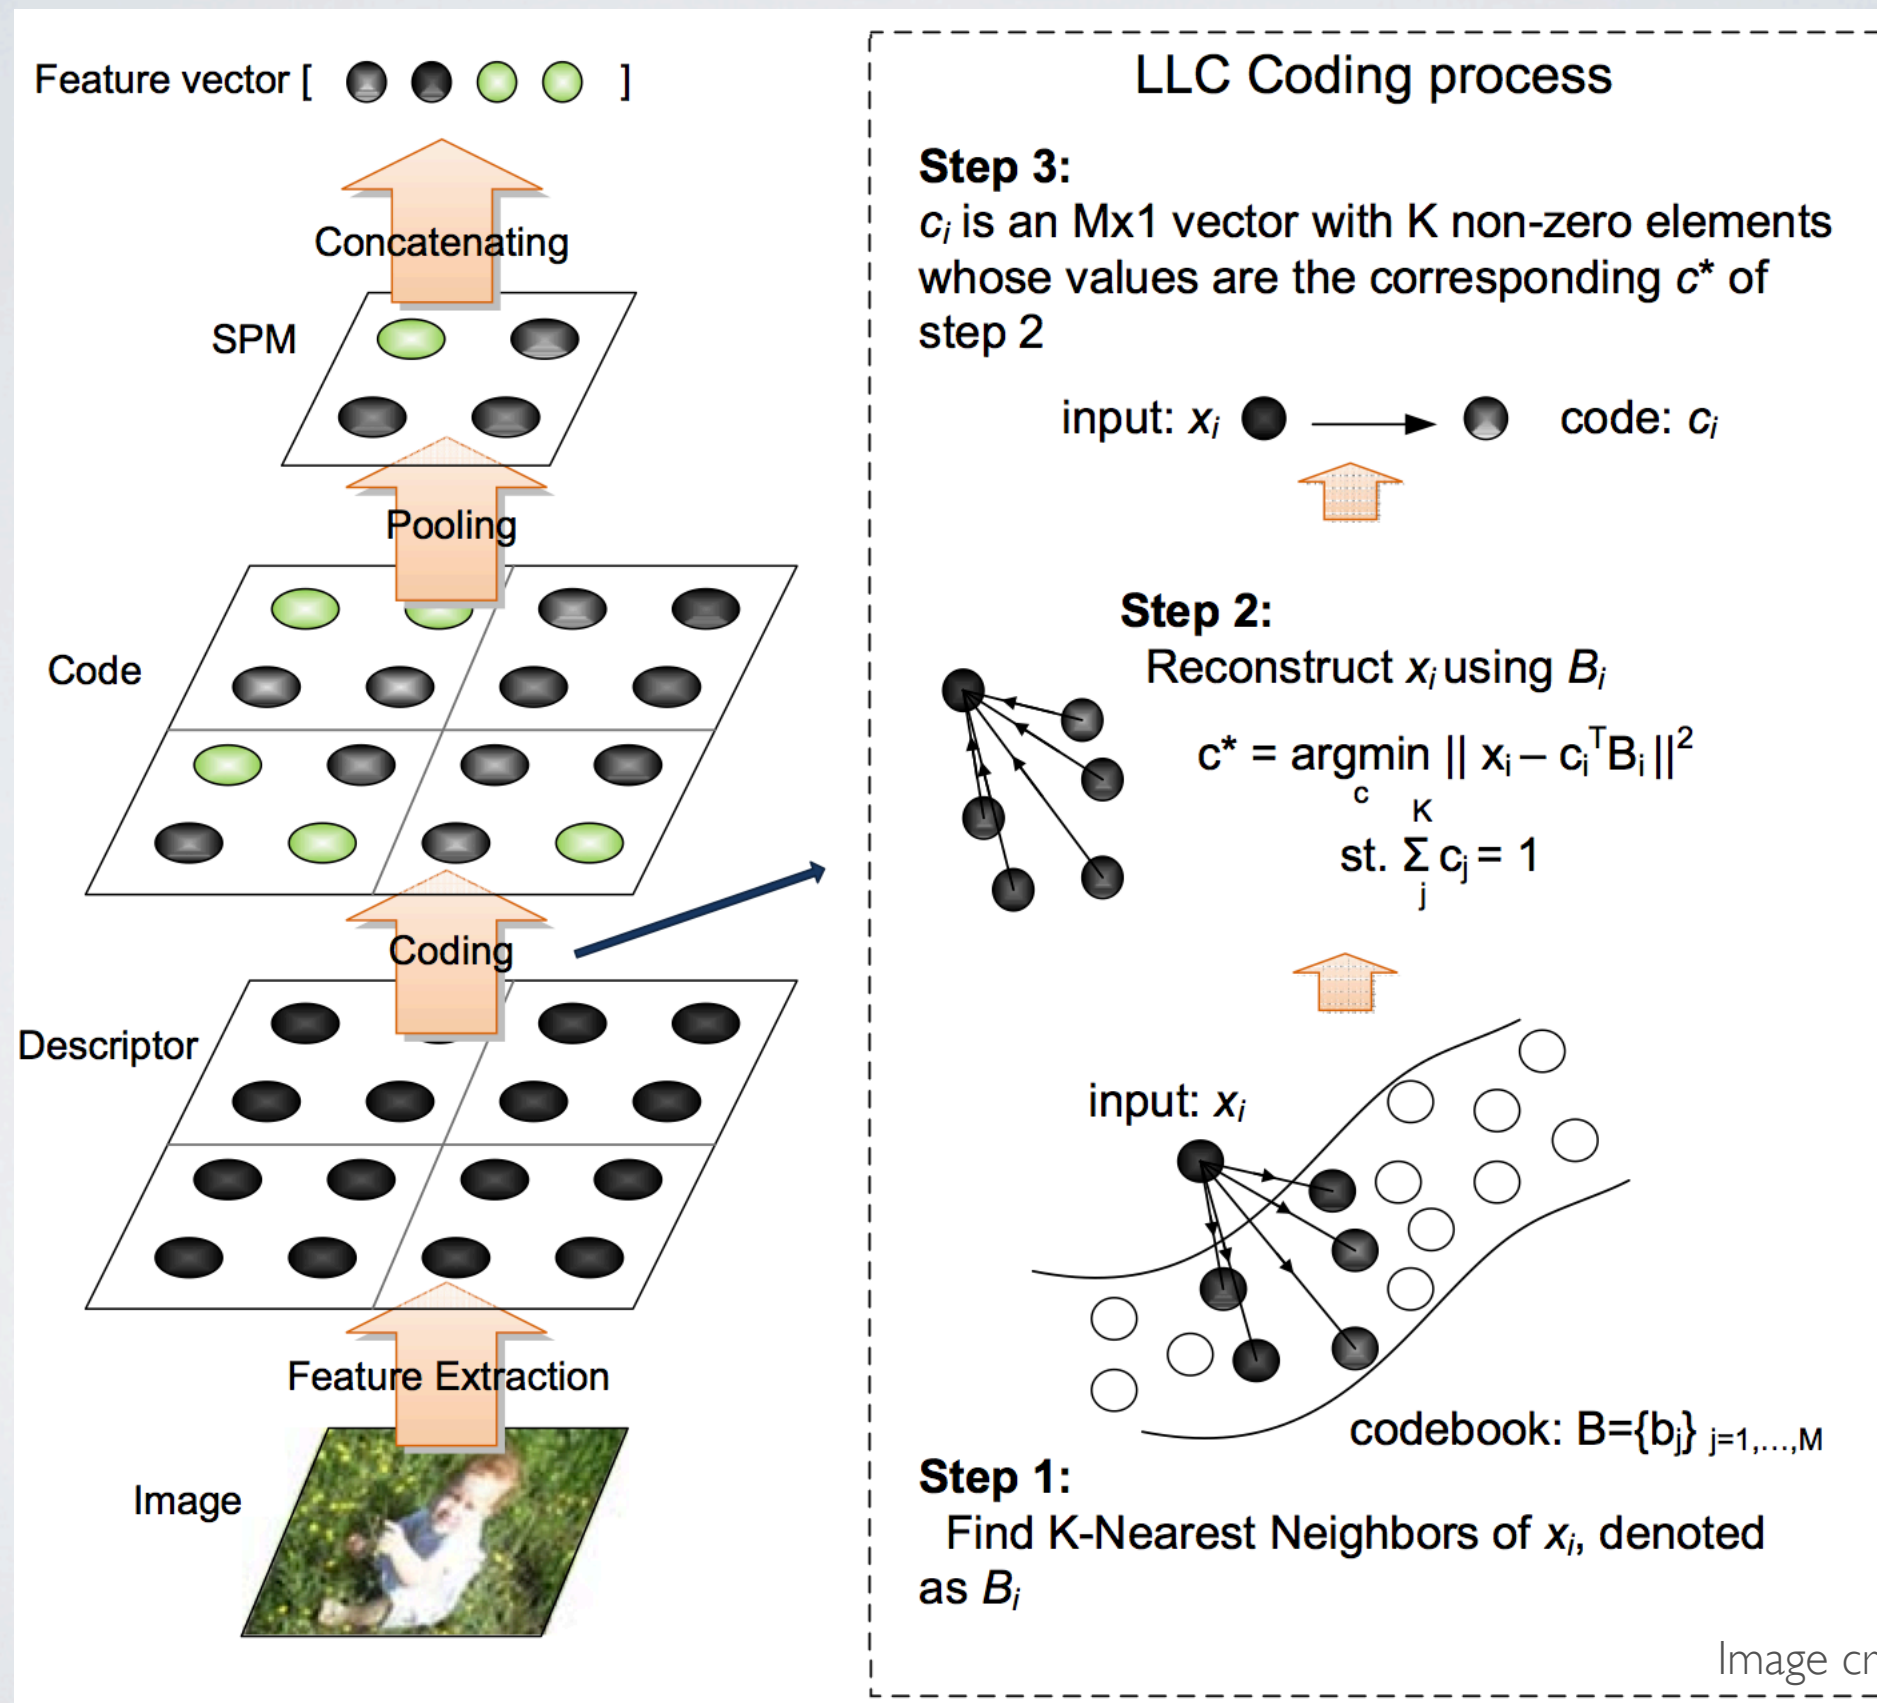 Feature vector [ ]
Concatenating
SPM
Pooling
Code
Coding
Descriptor
Feature Extraction
Image
LLC Coding process
Step 3:
cᵢ is an Mx1 vector with K non-zero elements
whose values are the corresponding c* of
step 2
input: xᵢ code: cᵢ
Step 2:
Reconstruct xᵢ using Bᵢ
c* = argmin || xᵢ – cᵢᵀBᵢ ||²
c
K
st. Σ cⱼ = 1
j
input: xᵢ
codebook: B={bⱼ} j=1,...,M
Step 1:
Find K-Nearest Neighbors of xᵢ, denoted
as Bᵢ
Image